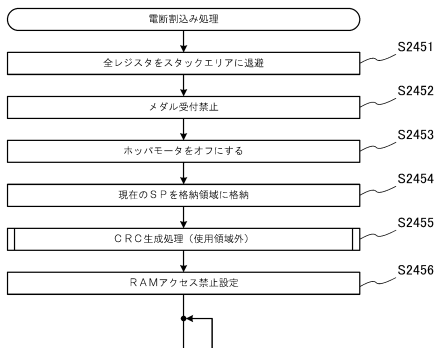 電断割込み処理
S2451
全レジスタをスタックエリアに退避
S2452
メダル受付禁止
S2453
ホッパモータをオフにする
S2454
現在のSPを格納領域に格納
S2455
CRC生成処理（使用領域外）
S2456
RAMアクセス禁止設定